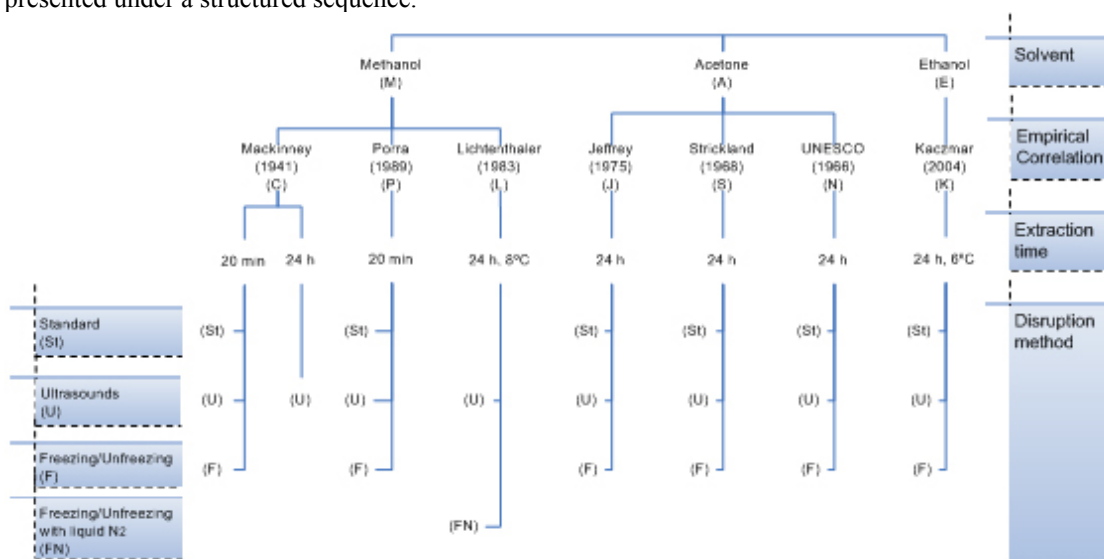 presented under a structured sequence.
Solvent
Methanol
(M)
Acetone
(A)
Ethanol
(E)
Empirical
Correlation
Mackinney
(1941)
(C)
Porra
(1989)
(P)
Lichtenthaler
(1983)
(L)
Jeffrey
(1975)
(J)
Strickland
(1968)
(S)
UNESCO
(1966)
(N)
Kaczmar
(2004)
(K)
Extraction
time
20 min 24 h 20 min 24 h, 8ºC 24 h 24 h 24 h 24 h, 6ºC
Disruption
method
Standard
(St)
(St) (St) (St) (St) (St) (St)
Ultrasounds
(U)
(U) (U) (U) (U) (U) (U) (U) (U)
Freezing/Unfreezing
(F)
(F) (F) (F) (F) (F) (F)
Freezing/Unfreezing
with liquid N2
(FN)
(FN)